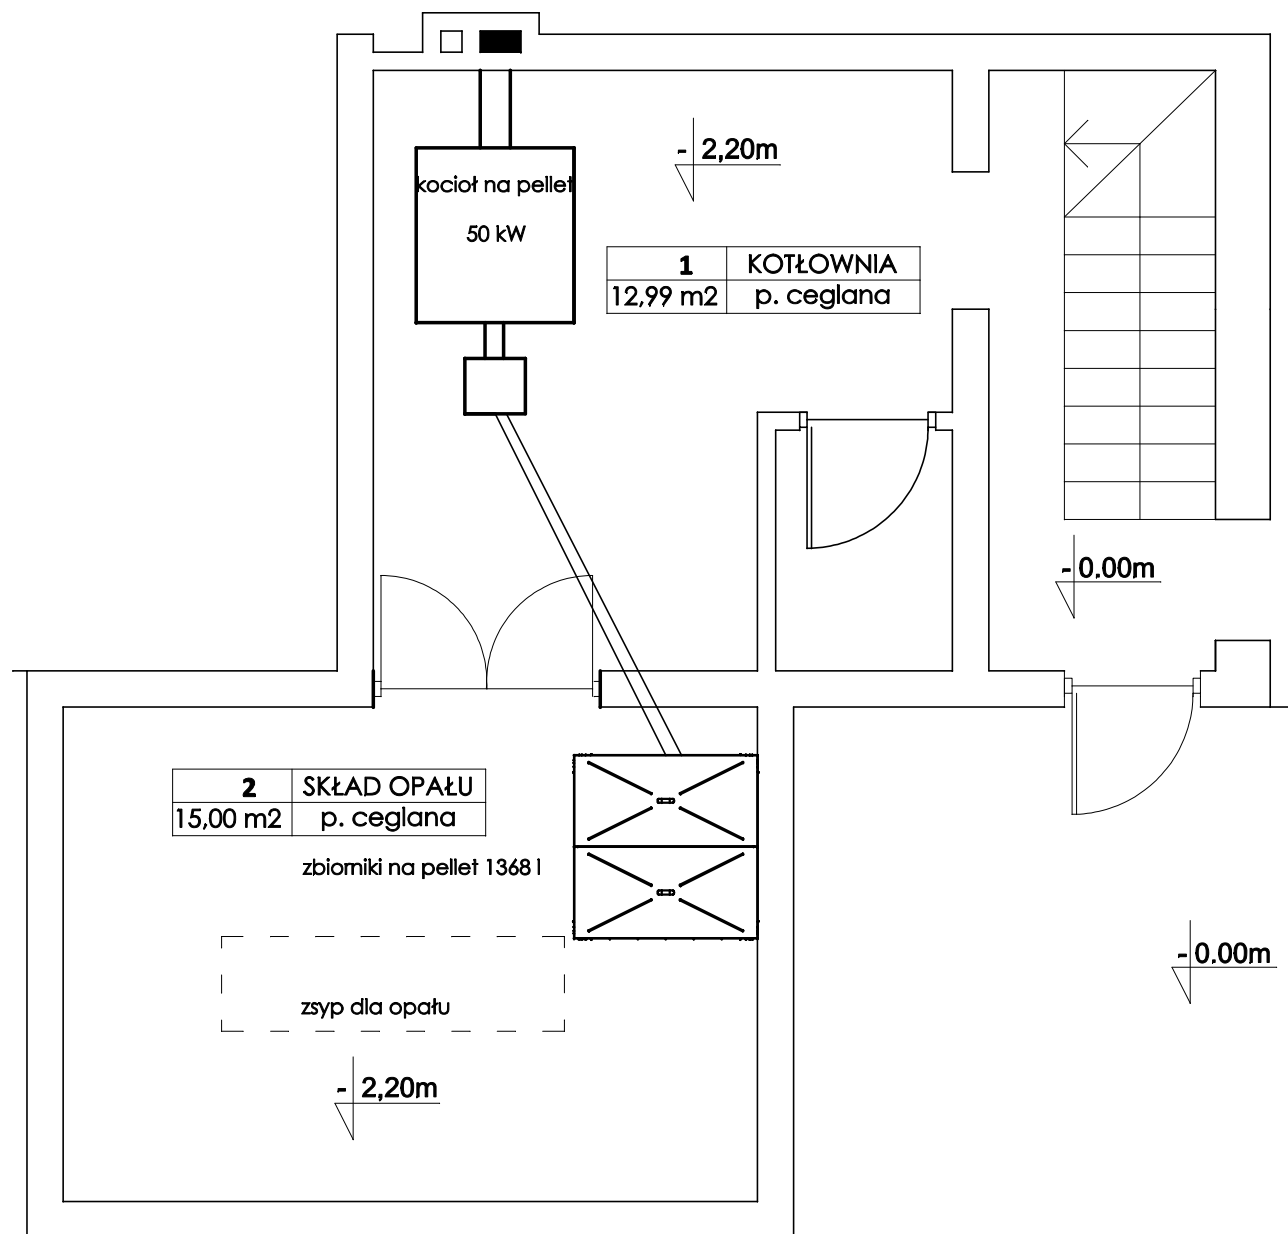 - 2,20m
kocioł na pellet
50 kW
1 KOTŁOWNIA
12,99 m2 p. ceglana
- 0.00m
2 SKŁAD OPAŁU
15,00 m2 p. ceglana
zbiorniki na pellet 1368 l
- 0.00m
zsyp dla opału
- 2,20m